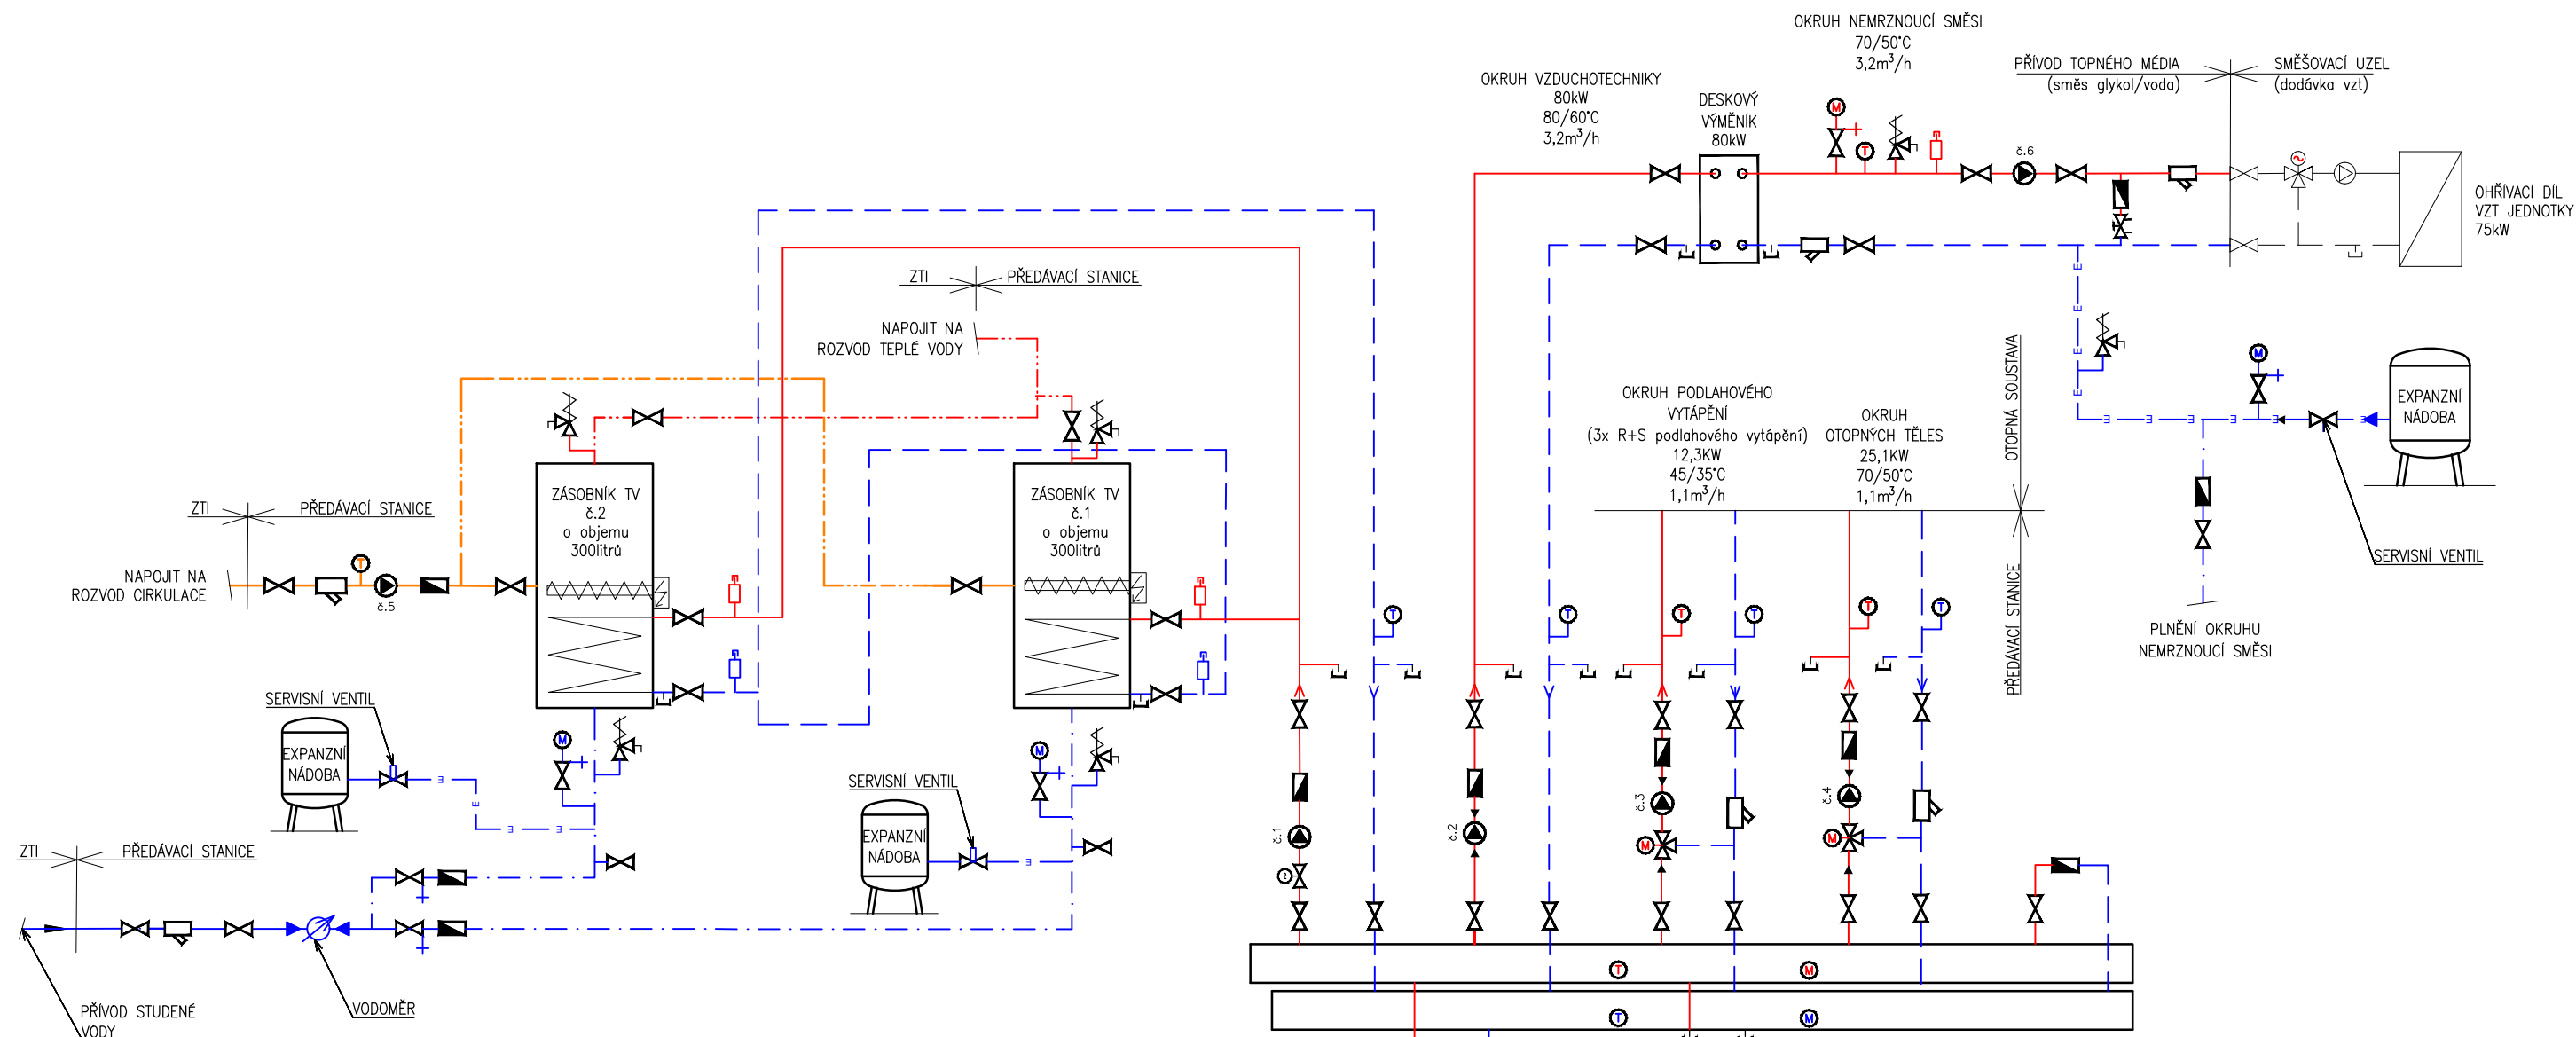 OKRUH NEMRZNOUCÍ SMĚSI
70/50°C
3,2m³/h
OKRUH VZDUCHOTECHNIKY
80kW
80/60°C
3,2m³/h
DESKOVÝ
VÝMĚNÍK
80kW
PŘÍVOD TOPNÉHO MÉDIA
(směs glykol/voda)
SMĚŠOVACÍ UZEL
(dodávka vzt)
M
T
č.6
OHŘÍVACÍ DÍL
VZT JEDNOTKY
75kW
ZTI
PŘEDÁVACÍ STANICE
NAPOJIT NA
ROZVOD TEPLÉ VODY
E
E
E
OTOPNÁ SOUSTAVA
PŘEDÁVACÍ STANICE
M
EXPANZNÍ
NÁDOBA
E E E E E
SERVISNÍ VENTIL
PLNĚNÍ OKRUHU
NEMRZNOUCÍ SMĚSI
OKRUH PODLAHOVÉHO
VYTÁPĚNÍ
(3x R+S podlahového vytápění)
12,3KW
45/35°C
1,1m³/h
OKRUH
OTOPNÝCH TĚLES
25,1KW
70/50°C
1,1m³/h
ZÁSOBNÍK TV
č.2
o objemu
300litrů
ZÁSOBNÍK TV
č.1
o objemu
300litrů
ZTI
PŘEDÁVACÍ STANICE
NAPOJIT NA
ROZVOD CIRKULACE
T
č.5
T
T
T
T
T
T
SERVISNÍ VENTIL
EXPANZNÍ
NÁDOBA
E
E
E E
M
SERVISNÍ VENTIL
EXPANZNÍ
NÁDOBA
E
M
č.1
č.2
č.3
č.4
M
M
ZTI
PŘEDÁVACÍ STANICE
PŘÍVOD STUDENÉ
VODY
VODOMĚR
T
M
T
M